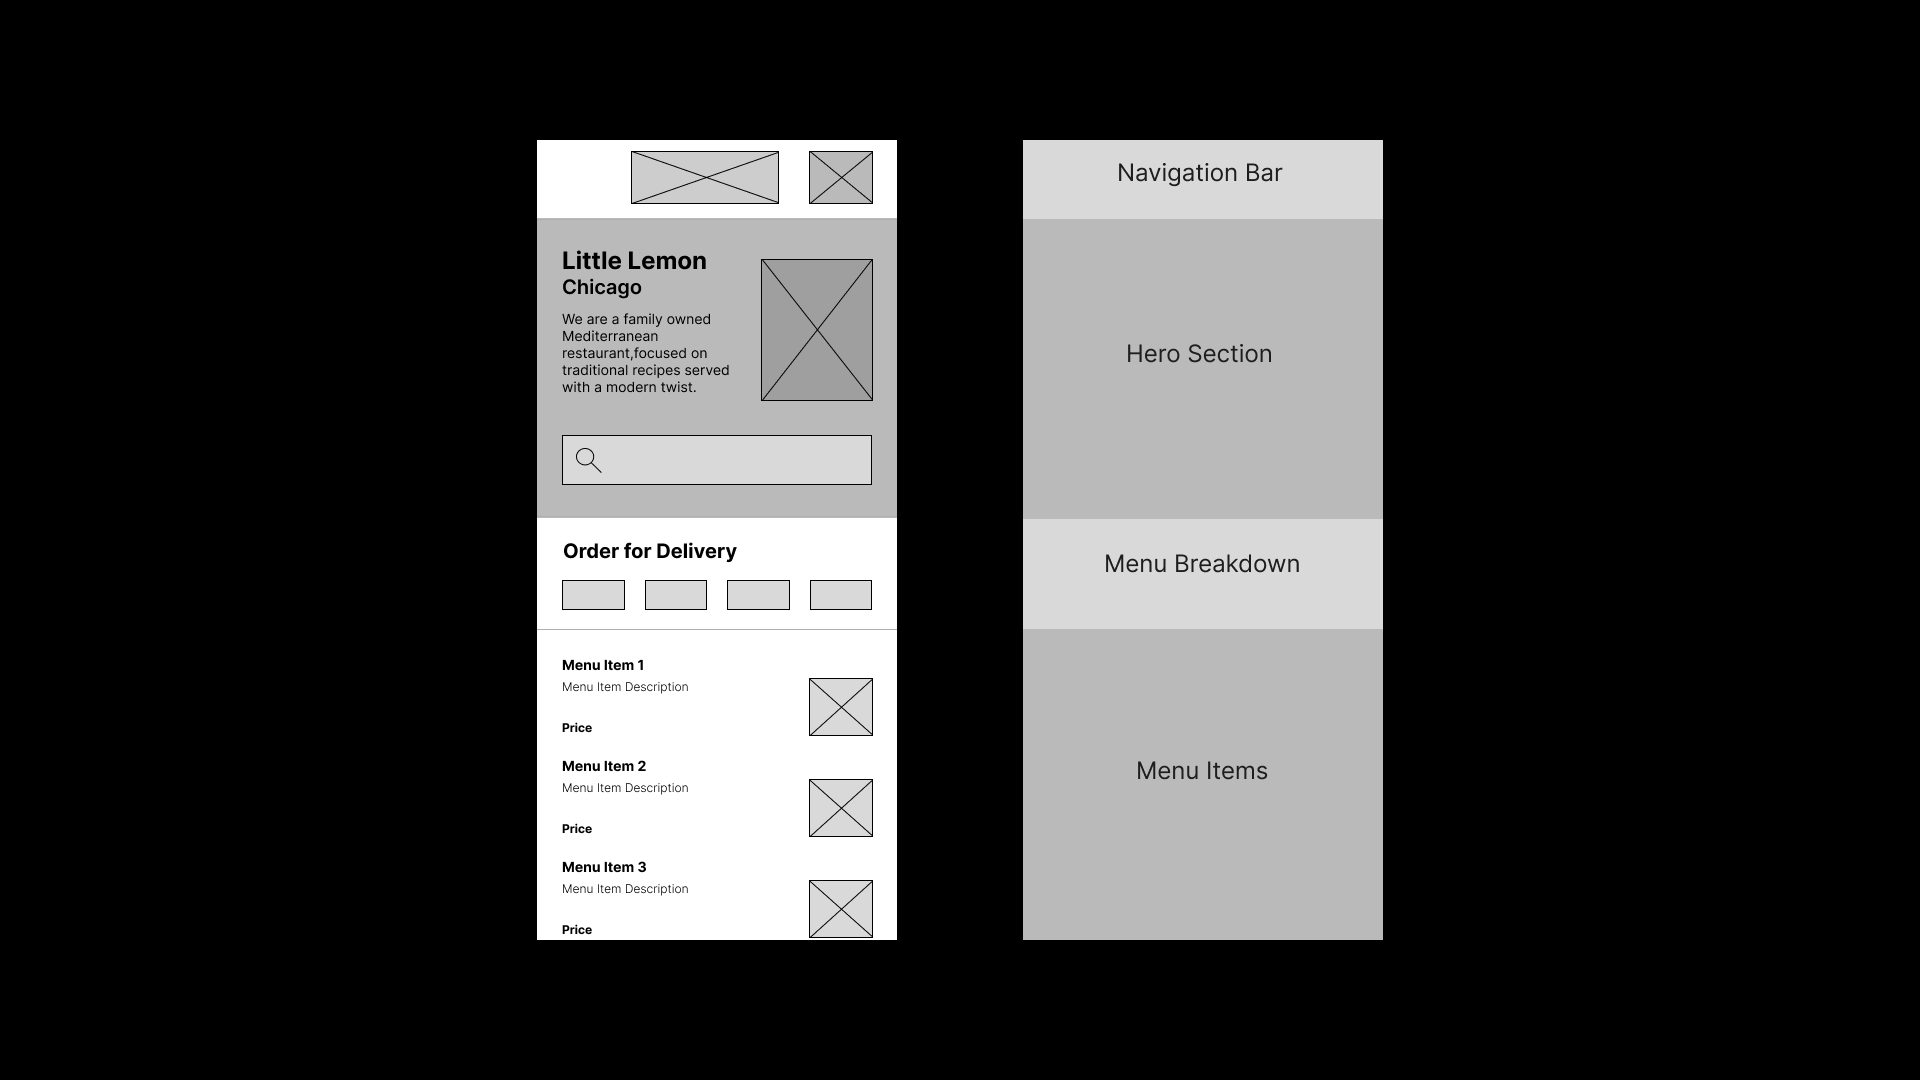 Little Lemon
Chicago
We are a family owned
Mediterranean
restaurant,focused on
traditional recipes served
with a modern twist.
Order for Delivery
Menu Item 1
Menu Item Description
Price
Menu Item 2
Menu Item Description
Price
Menu Item 3
Menu Item Description
Price
Navigation Bar
Hero Section
Menu Breakdown
Menu Items